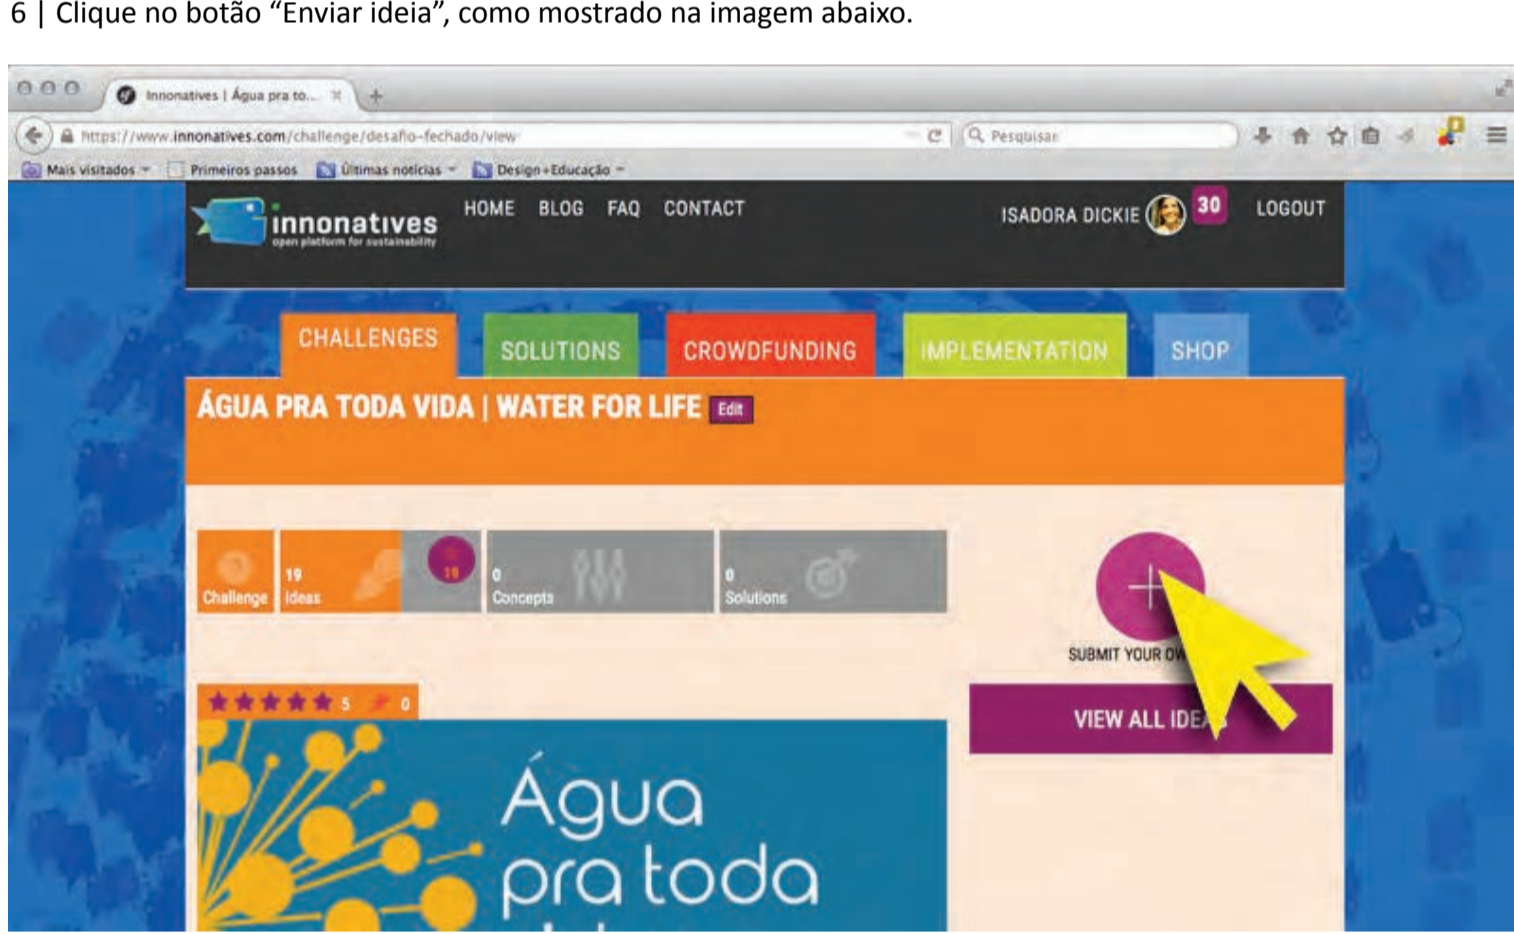 6 | Clique no botão “Enviar ideia”, como mostrado na imagem abaixo.
Innonatives | Água pra to...
https://www.innonatives.com/challenge/desafio-fechado/view
Pesquisar
Mais visitados
Primeiros passos
Últimas notícias
Design+Educação
innonatives
open platform for sustainability
HOME BLOG FAQ CONTACT
ISADORA DICKIE
30
LOGOUT
CHALLENGES
SOLUTIONS
CROWDFUNDING
IMPLEMENTATION
SHOP
ÁGUA PRA TODA VIDA | WATER FOR LIFE
Edit
Challenge
19
Ideas
19
0
Concepts
0
Solutions
SUBMIT YOUR
5
0
VIEW ALL
Água
pra toda